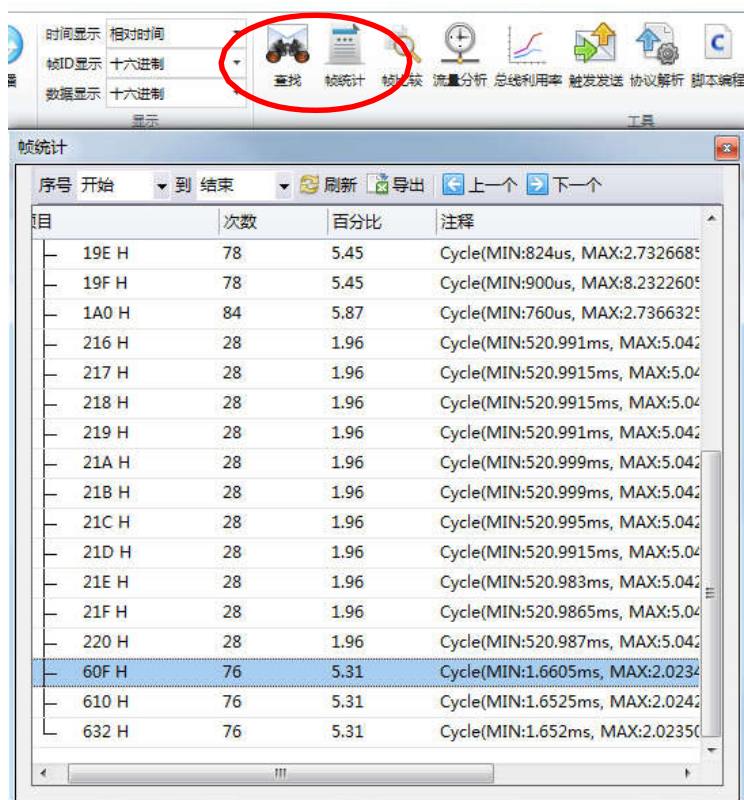 时间显示 相对时间
帧ID显示 十六进制
数据显示 十六进制
显示
查找 帧统计 帧比较 流量分析 总线利用率 触发发送 协议解析 脚本编程
工具
帧统计
序号 开始 到 结束 刷新 导出 上一个 下一个
项目 次数 百分比 注释
19E H 78 5.45 Cycle(MIN:824us, MAX:2.7326685
19F H 78 5.45 Cycle(MIN:900us, MAX:8.2322605
1A0 H 84 5.87 Cycle(MIN:760us, MAX:2.7366325
216 H 28 1.96 Cycle(MIN:520.991ms, MAX:5.042
217 H 28 1.96 Cycle(MIN:520.9915ms, MAX:5.04
218 H 28 1.96 Cycle(MIN:520.9915ms, MAX:5.04
219 H 28 1.96 Cycle(MIN:520.991ms, MAX:5.042
21A H 28 1.96 Cycle(MIN:520.999ms, MAX:5.042
21B H 28 1.96 Cycle(MIN:520.999ms, MAX:5.042
21C H 28 1.96 Cycle(MIN:520.995ms, MAX:5.042
21D H 28 1.96 Cycle(MIN:520.9915ms, MAX:5.04
21E H 28 1.96 Cycle(MIN:520.983ms, MAX:5.042
21F H 28 1.96 Cycle(MIN:520.9865ms, MAX:5.04
220 H 28 1.96 Cycle(MIN:520.987ms, MAX:5.042
60F H 76 5.31 Cycle(MIN:1.6605ms, MAX:2.0234
610 H 76 5.31 Cycle(MIN:1.6525ms, MAX:2.0242
632 H 76 5.31 Cycle(MIN:1.652ms, MAX:2.02350